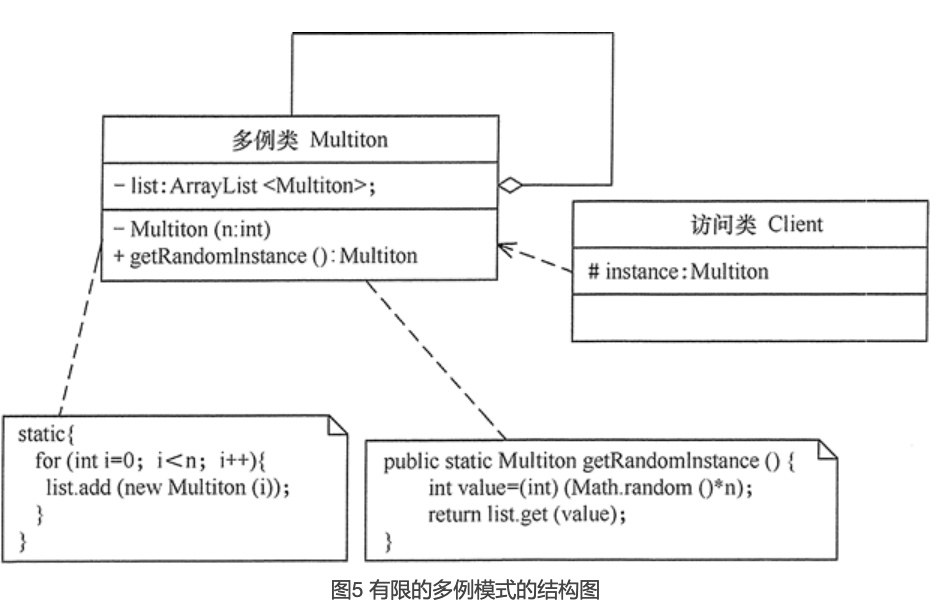 多例类 Multiton
– list:ArrayList <Multiton>;
– Multiton (n:int)
+ getRandomInstance ():Multiton
访问类 Client
# instance:Multiton
static{
for (int i=0; i<n; i++){
list.add (new Multiton (i));
}
}
public static Multiton getRandomInstance () {
int value=(int) (Math.random ()*n);
return list.get (value);
}
图5 有限的多例模式的结构图